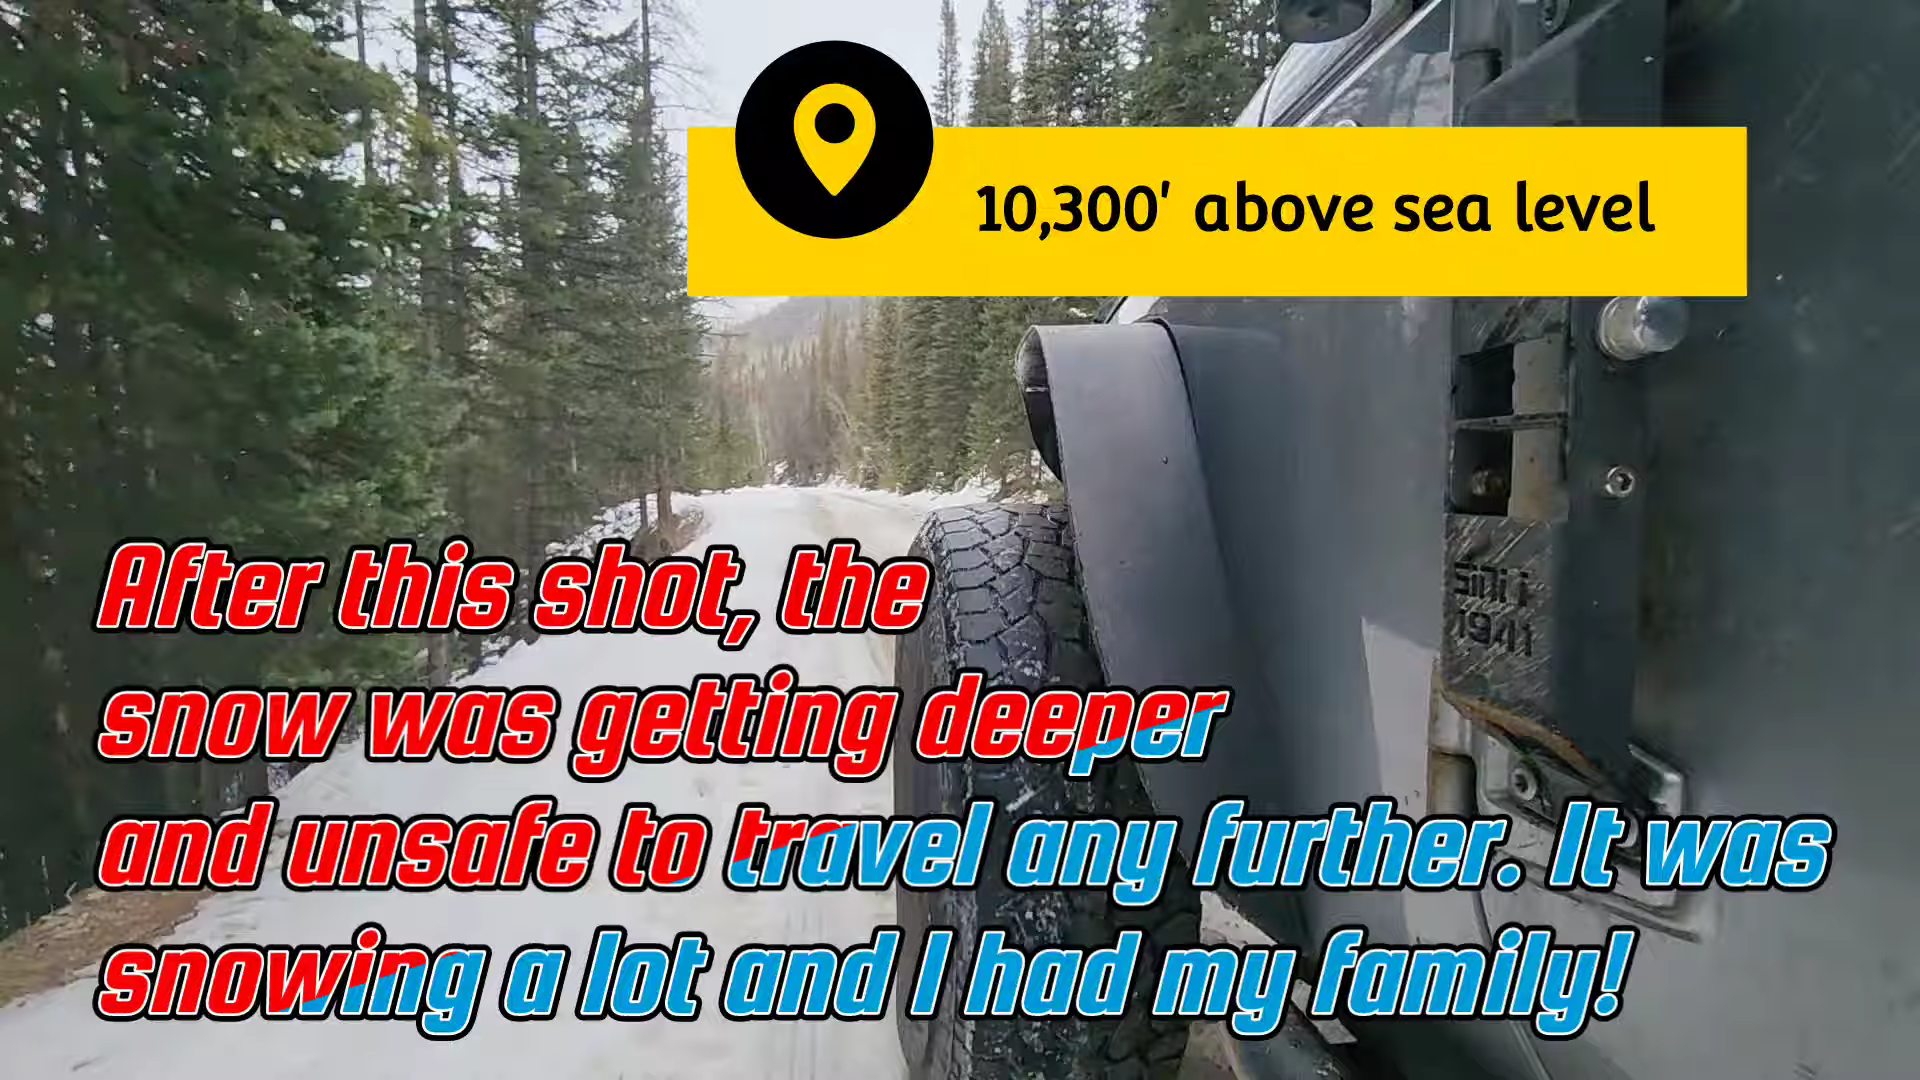 10,300' above sea level
After this shot, the
snow was getting deeper
and unsafe to travel any further. It was
snowing a lot and I had my family!
1941